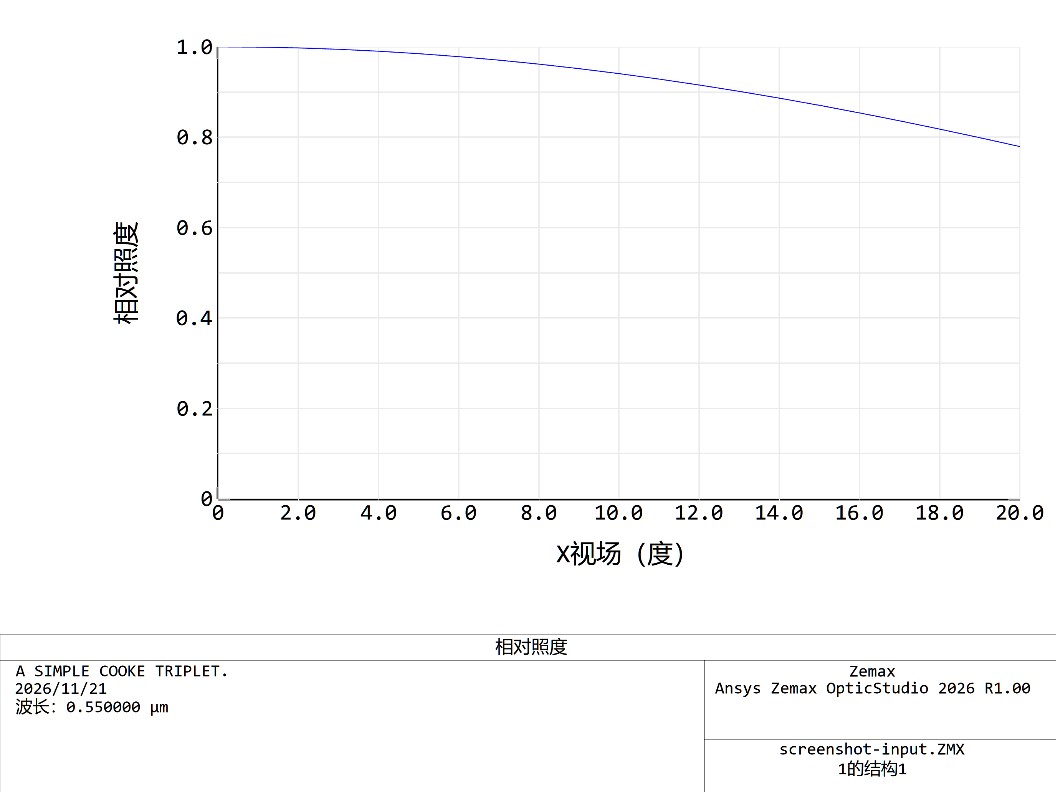 1.0
0.8
0.6
0.4
0.2
0
相对照度
0 2.0 4.0 6.0 8.0 10.0 12.0 14.0 16.0 18.0 20.0
X视场（度）
相对照度
A SIMPLE COOKE TRIPLET.
2026/11/21
波长: 0.550000 µm
Zemax
Ansys Zemax OpticStudio 2026 R1.00
screenshot-input.ZMX
1的结构1